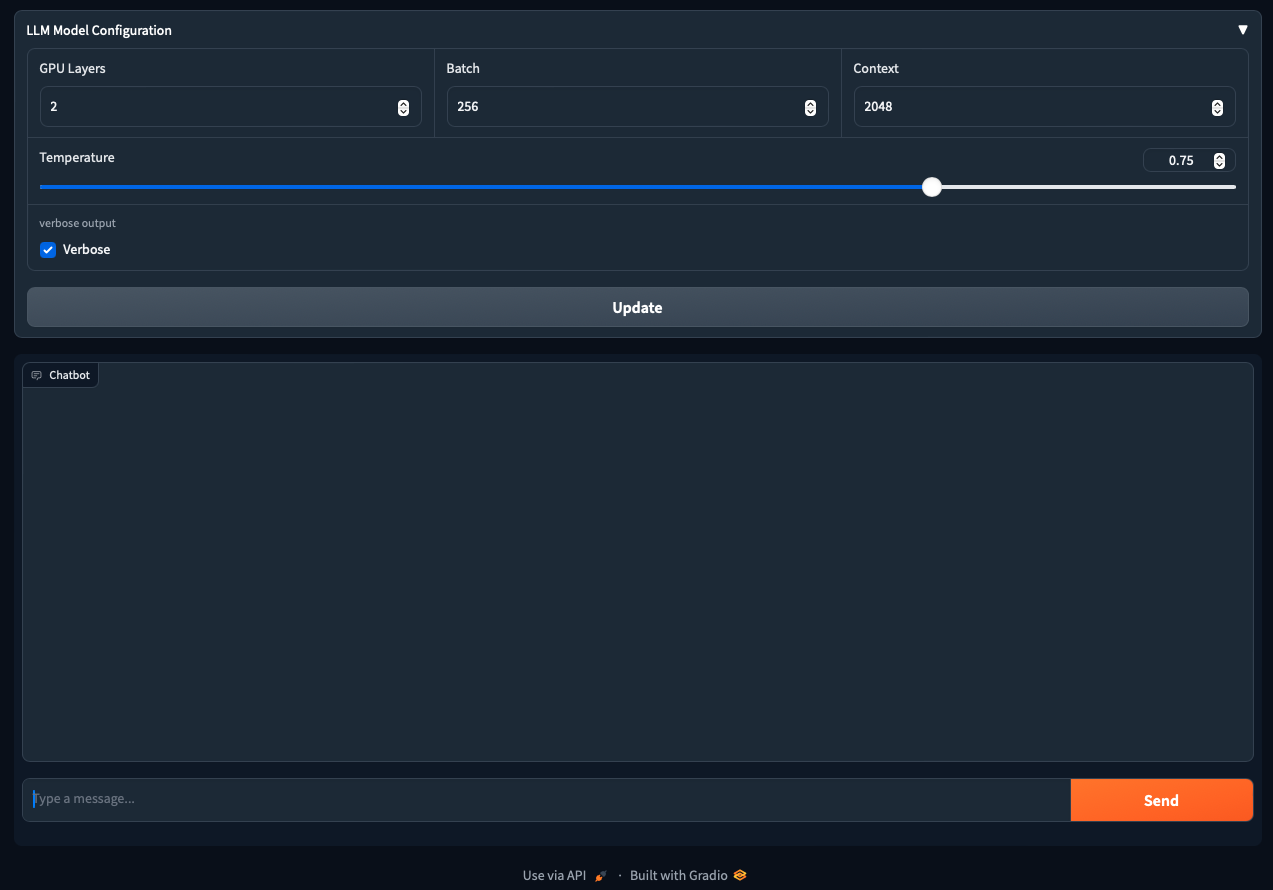 LLM Model Configuration ▼
GPU Layers Batch Context
2 256 2048
Temperature 0.75
verbose output
Verbose
Update
Chatbot
Type a message...
Send
Use via API · Built with Gradio